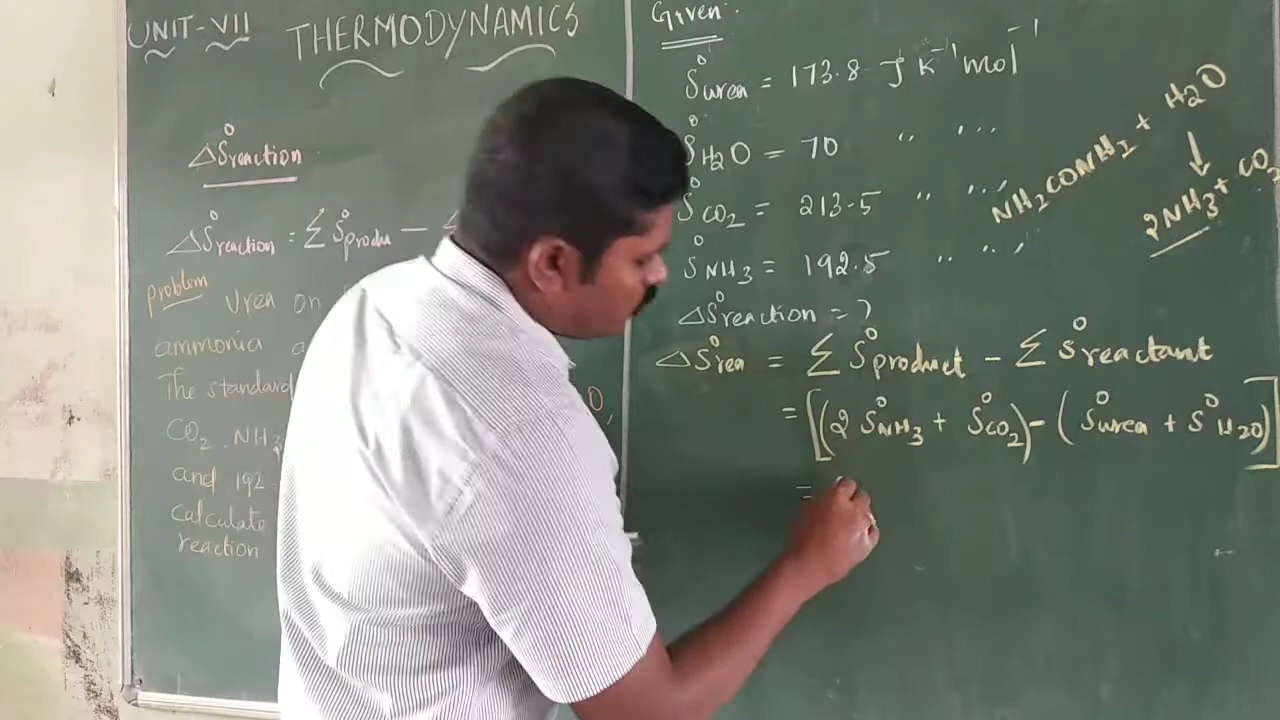 UNIT-VII THERMODYNAMICS
ΔS°reaction
ΔS°reaction = ΣS°produ -
problem Urea on
ammonia a
The standard O,
CO2. NH3
and 192.
calculate
reaction
Given:
S°urea = 173.8 J K⁻¹ mol⁻¹
S°H2O = 70 " "
S°CO2 = 213.5 " "
S°NH3 = 192.5 " "
ΔS°reaction = ?
ΔS°rea = Σ S°product - Σ S°reactant
= [(2 S°NH3 + S°CO2) - (S°urea + S°H2O)]
=
NH2CONH2 + H2O
↓
2NH3 + CO2